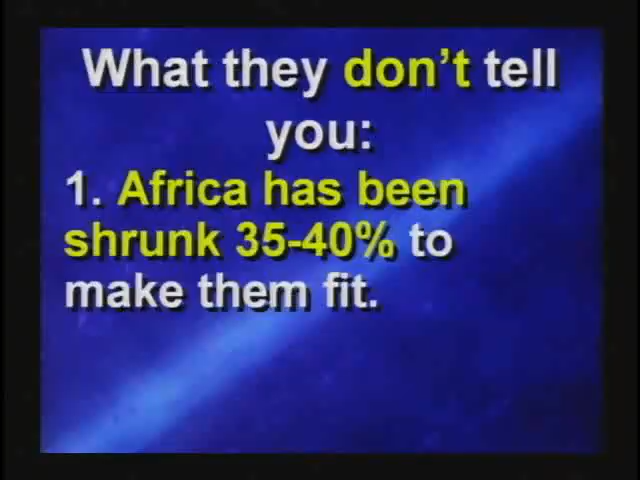 What they don't tell
you:
1. Africa has been
shrunk 35-40% to
make them fit.